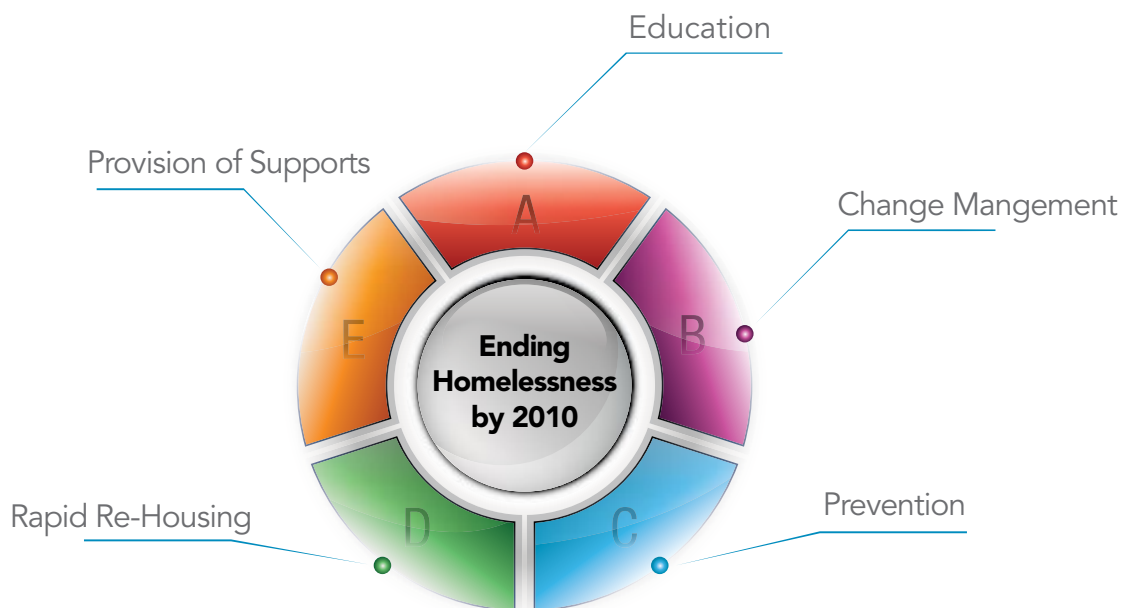 Education
Provision of Supports
Change Mangement
A
B
E
Ending
Homelessness
by 2010
Rapid Re-Housing
Prevention
D
C